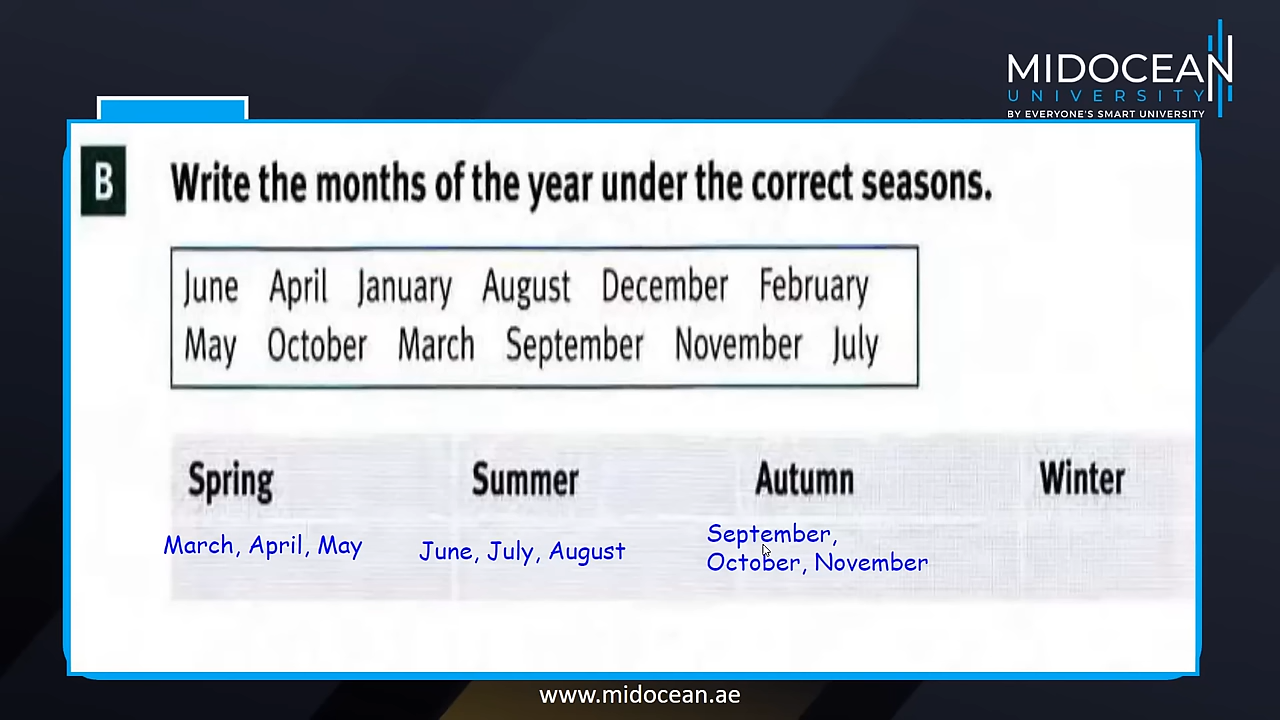 MIDOCEAN
UNIVERSITY
BY EVERYONE'S SMART UNIVERSITY
B Write the months of the year under the correct seasons.
June April January August December February
May October March September November July
Spring Summer Autumn Winter
March, April, May June, July, August September,
October, November
www.midocean.ae